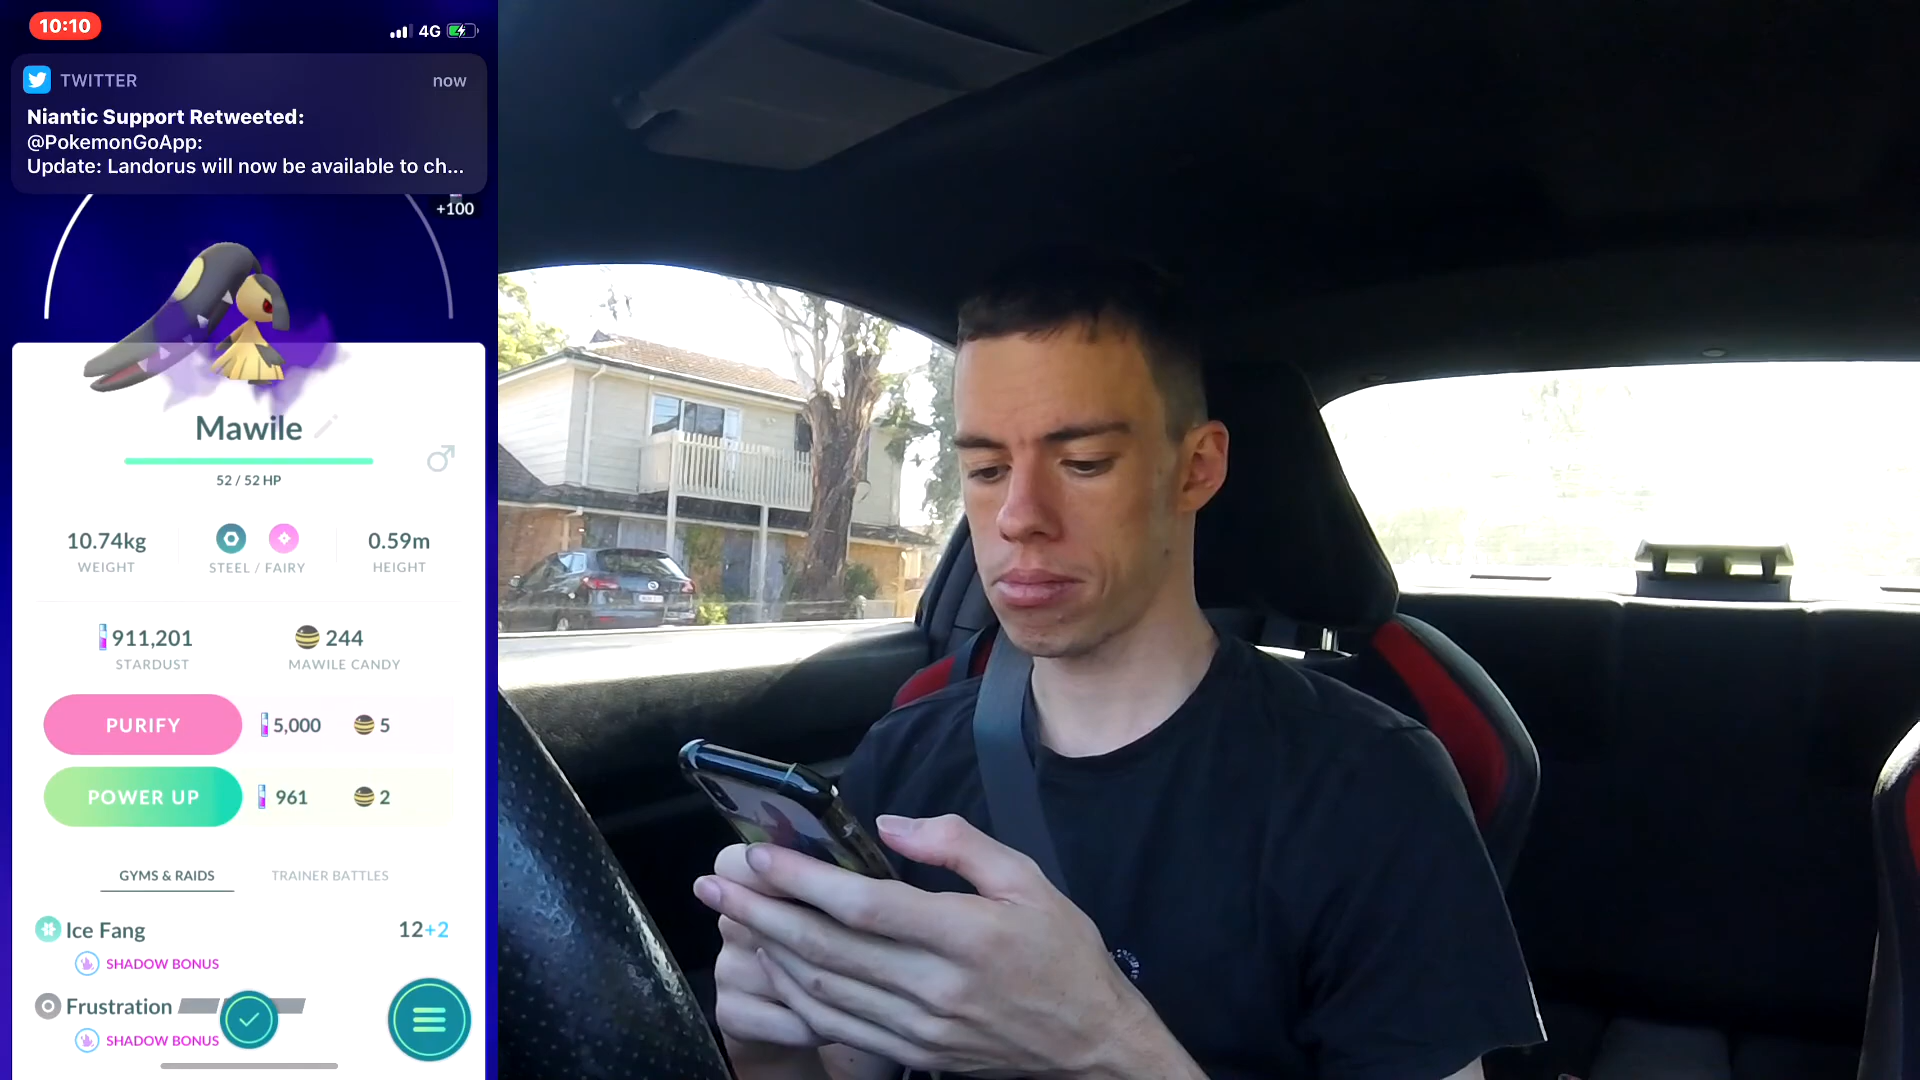 10:10
4G
TWITTER
now
Niantic Support Retweeted:
@PokemonGoApp:
Update: Landorus will now be available to ch...
+100
Mawile
52 / 52 HP
10.74kg
WEIGHT
STEEL / FAIRY
0.59m
HEIGHT
911,201
STARDUST
244
MAWILE CANDY
PURIFY
5,000
5
POWER UP
961
2
GYMS & RAIDS
TRAINER BATTLES
Ice Fang
12+2
SHADOW BONUS
Frustration
SHADOW BONUS